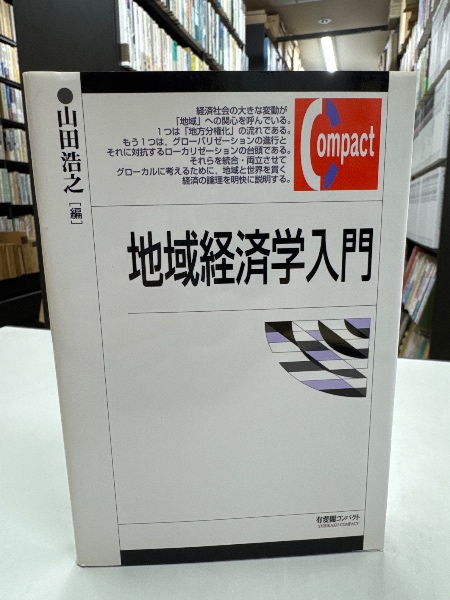 ●山田浩之[編]
経済社会の大きな変動が
「地域」への関心を呼んでいる。
1つは「地方分権化」の流れである。
もう1つは、グローバリゼーションの進行と
それに対抗するローカリゼーションの台頭である。
それらを統合・両立させて
グローカルに考えるために、地域と世界を貫く
経済の論理を明快に説明する。
Compact
地域経済学入門
有斐閣コンパクト
YUHIKAKU COMPACT